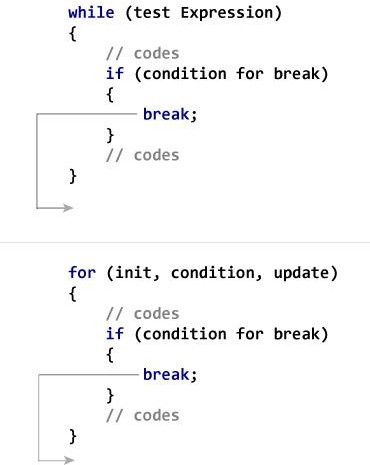 while (test Expression)
{
// codes
if (condition for break)
{
break;
}
// codes
}
for (init, condition, update)
{
// codes
if (condition for break)
{
break;
}
// codes
}